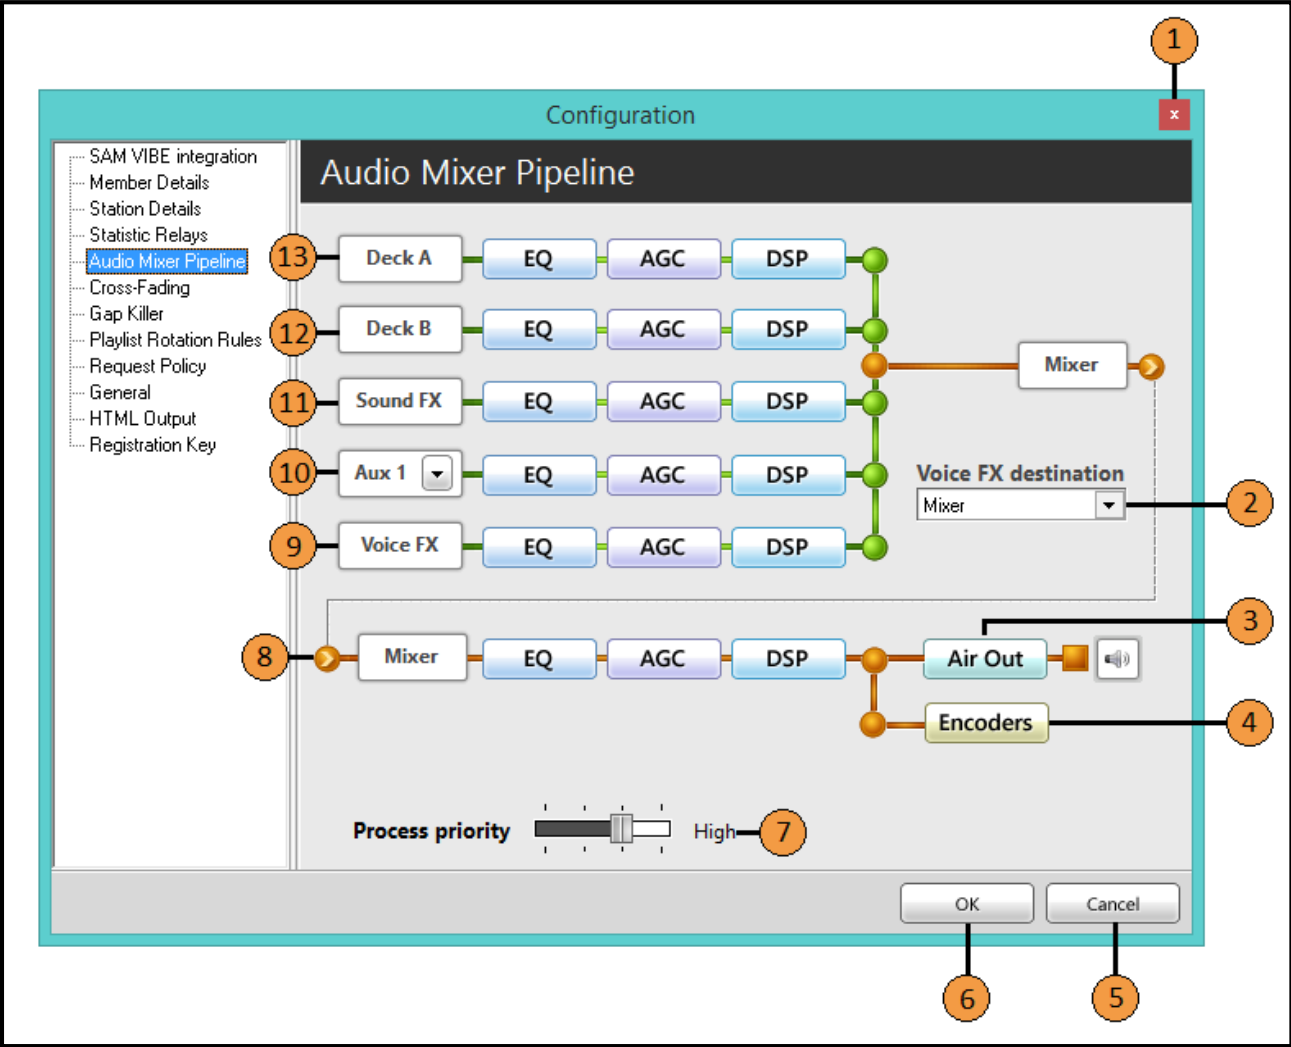 1
Configuration
x
SAM VIBE integration
Member Details
Station Details
Statistic Relays
Audio Mixer Pipeline
Cross-Fading
Gap Killer
Playlist Rotation Rules
Request Policy
General
HTML Output
Registration Key
Audio Mixer Pipeline
13 Deck A EQ AGC DSP
12 Deck B EQ AGC DSP
Mixer
11 Sound FX EQ AGC DSP
10 Aux 1 EQ AGC DSP
Voice FX destination
Mixer 2
9 Voice FX EQ AGC DSP
3
8 Mixer EQ AGC DSP Air Out
Encoders 4
Process priority High 7
OK Cancel
6 5